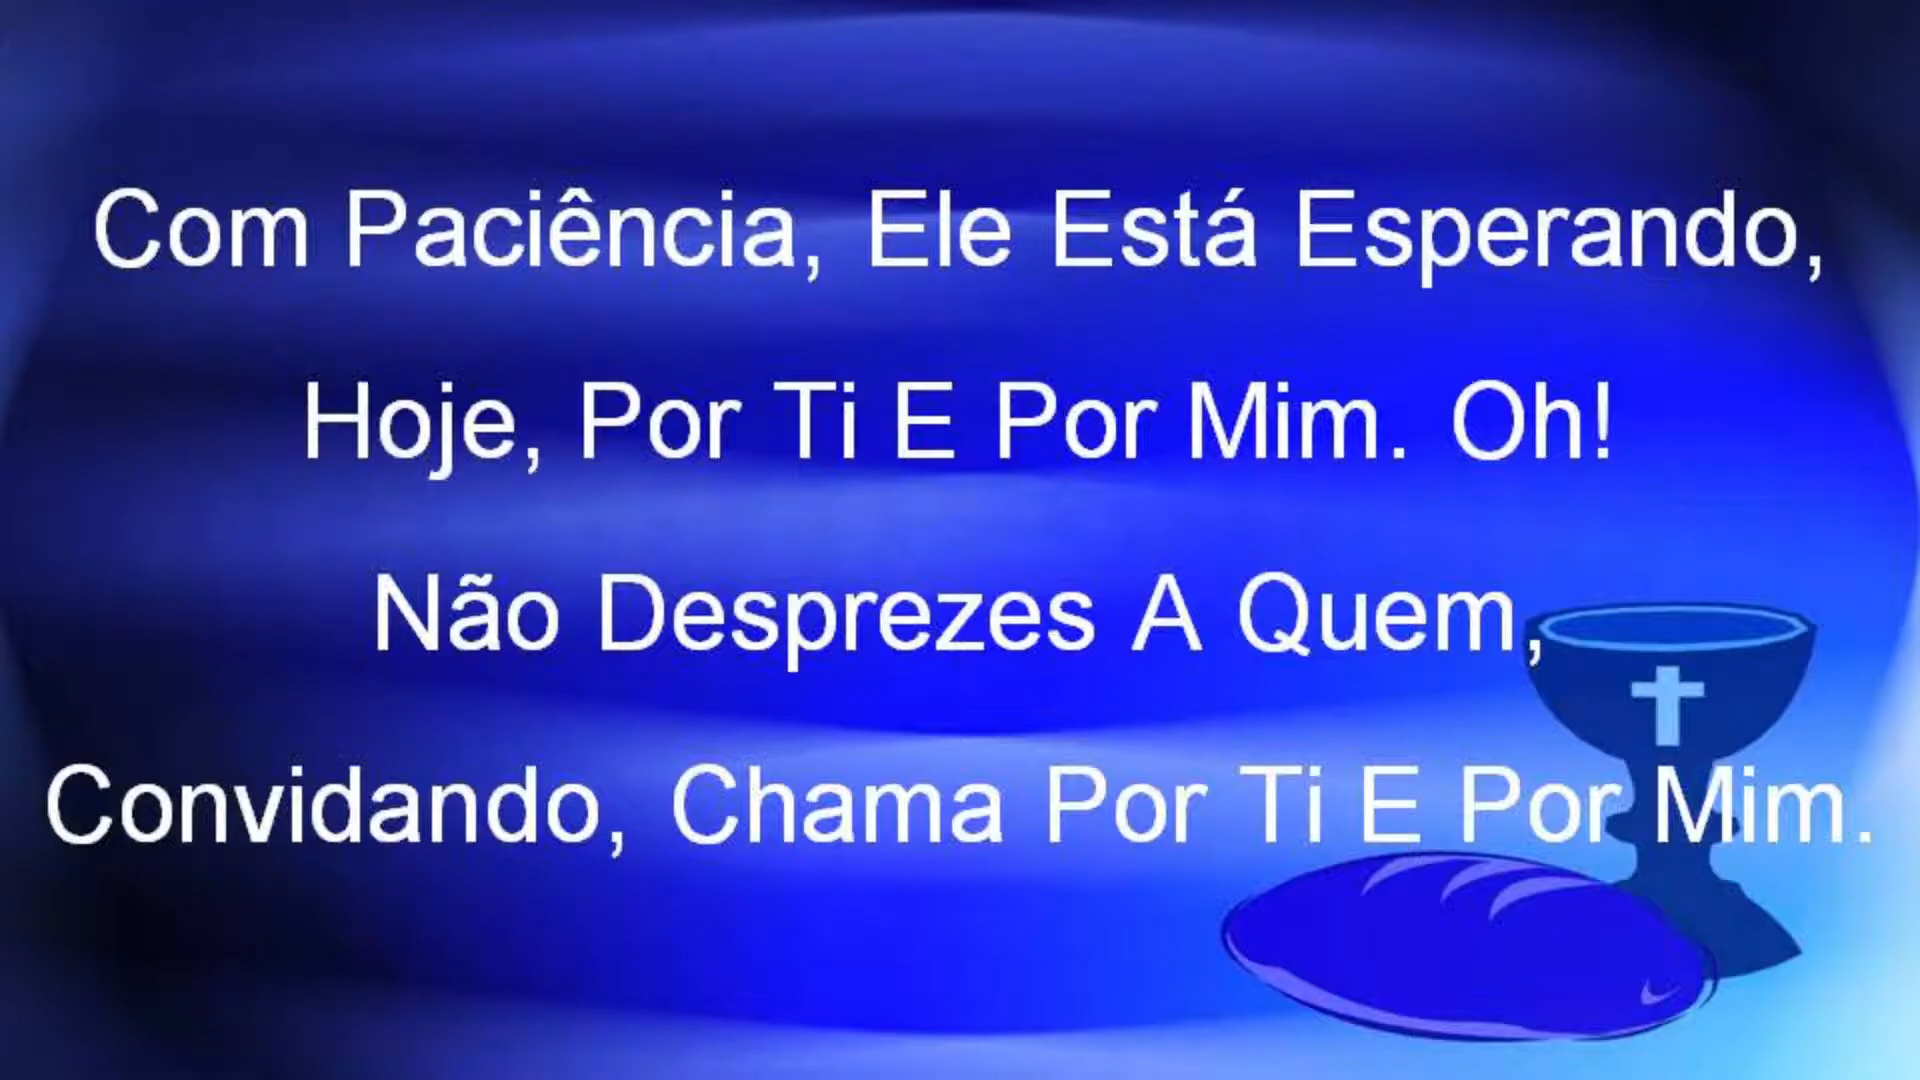 Com Paciência, Ele Está Esperando,
Hoje, Por Ti E Por Mim. Oh!
Não Desprezes A Quem,
Convidando, Chama Por Ti E Por Mim.